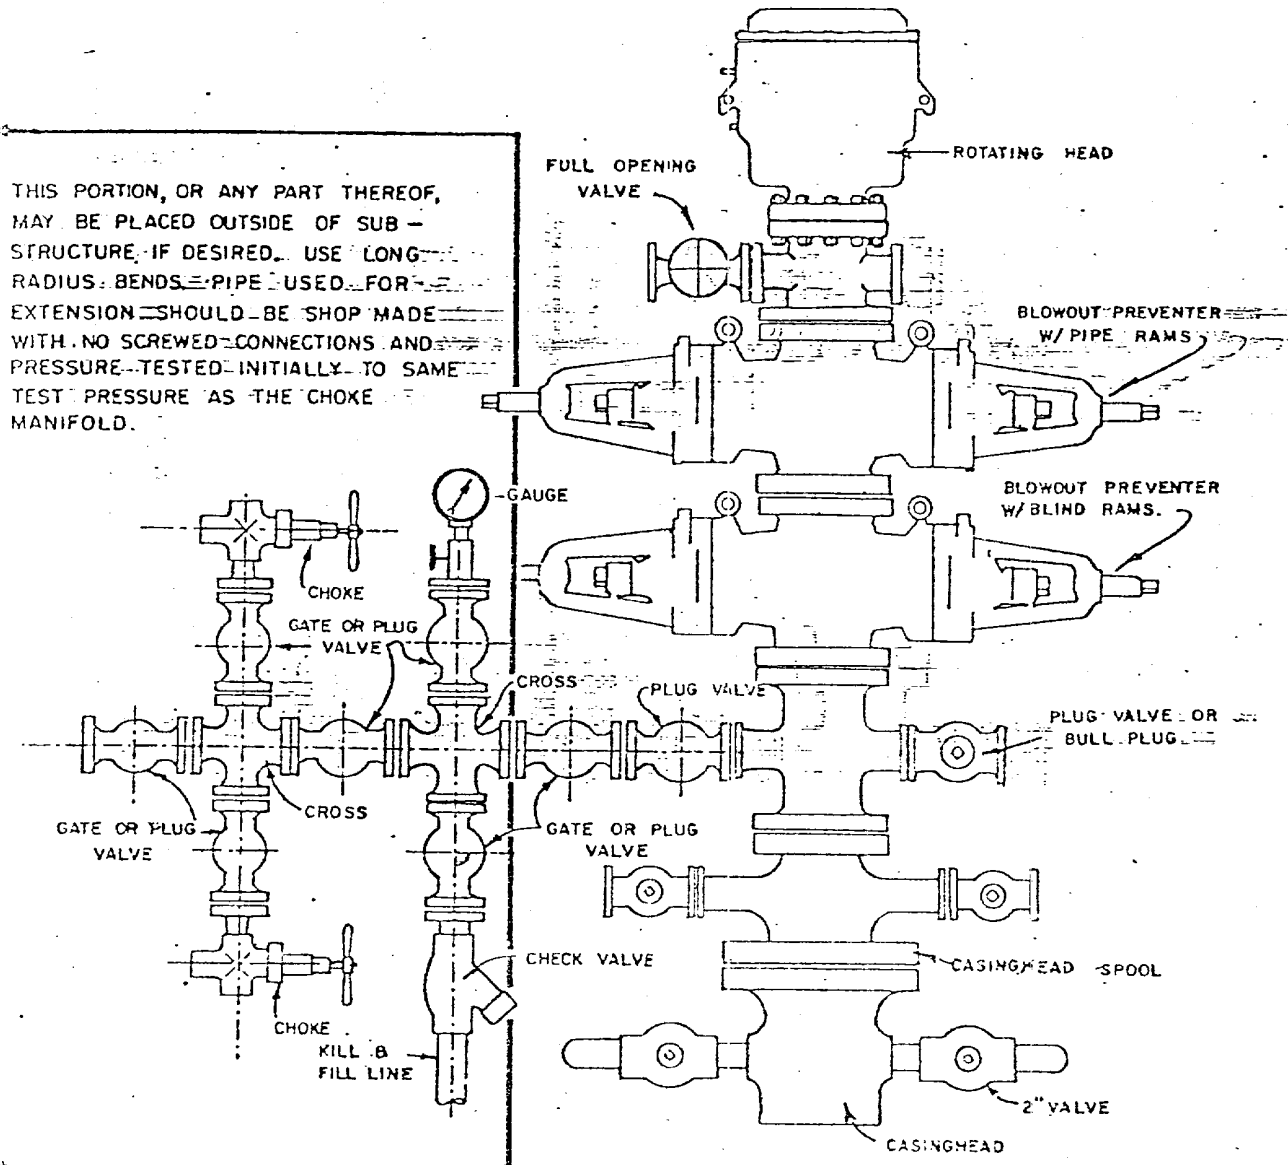 THIS PORTION, OR ANY PART THEREOF,
MAY BE PLACED OUTSIDE OF SUB-
STRUCTURE IF DESIRED. USE LONG
RADIUS BENDS PIPE USED FOR
EXTENSION SHOULD BE SHOP MADE
WITH NO SCREWED CONNECTIONS AND
PRESSURE TESTED INITIALLY TO SAME
TEST PRESSURE AS THE CHOKE
MANIFOLD.
FULL OPENING
VALVE
ROTATING HEAD
BLOWOUT PREVENTER
W/ PIPE RAMS
BLOWOUT PREVENTER
W/ BLIND RAMS.
GAUGE
CHOKE
GATE OR PLUG
VALVE
CROSS
PLUG VALVE
PLUG VALVE OR
BULL PLUG
CROSS
GATE OR PLUG
VALVE
GATE OR PLUG
VALVE
CHECK VALVE
CASINGHEAD SPOOL
CHOKE
KILL &
FILL LINE
2" VALVE
CASINGHEAD